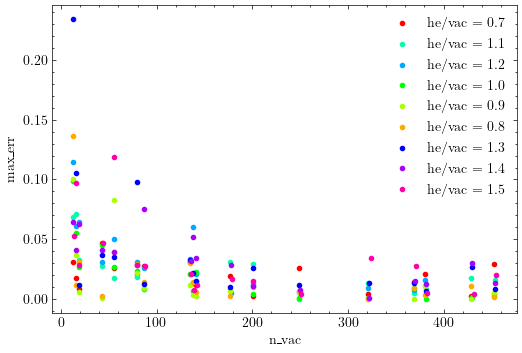 he/vac = 0.7
he/vac = 1.1
he/vac = 1.2
he/vac = 1.0
he/vac = 0.9
he/vac = 0.8
he/vac = 1.3
he/vac = 1.4
he/vac = 1.5
0.20
0.15
0.10
0.05
0.00
max_err
0
100
200
300
400
n_vac